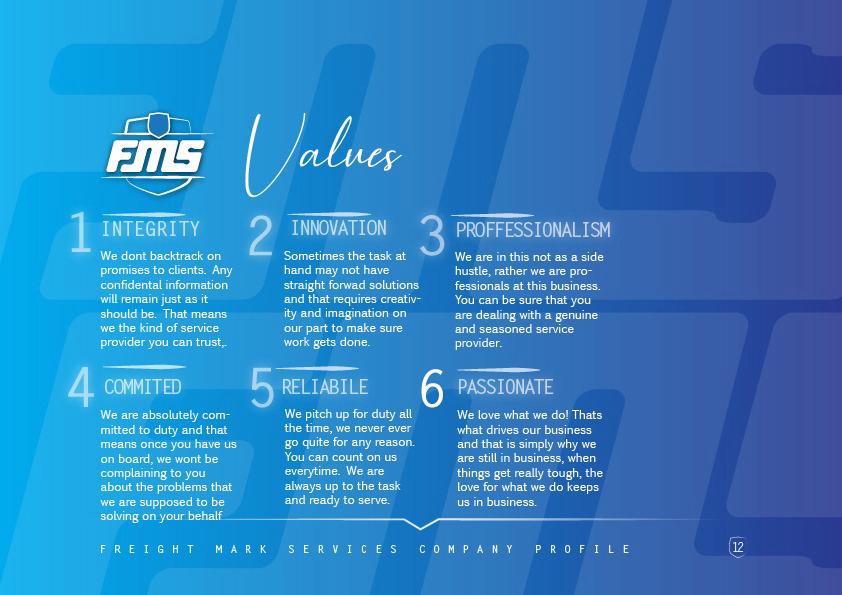 FMS
Values
1 INTEGRITY
We dont backtrack on
promises to clients. Any
confidental information
will remain just as it
should be. That means
we the kind of service
provider you can trust,.
2 INNOVATION
Sometimes the task at
hand may not have
straight forwad solutions
and that requires creativ-
ity and imagination on
our part to make sure
work gets done.
3 PROFFESSIONALISM
We are in this not as a side
hustle, rather we are pro-
fessionals at this business.
You can be sure that you
are dealing with a genuine
and seasoned service
provider.
4 COMMITED
We are absolutely com-
mitted to duty and that
means once you have us
on board, we wont be
complaining to you
about the problems that
we are supposed to be
solving on your behalf
5 RELIABILE
We pitch up for duty all
the time, we never ever
go quite for any reason.
You can count on us
everytime. We are
always up to the task
and ready to serve.
6 PASSIONATE
We love what we do! Thats
what drives our business
and that is simply why we
are still in business, when
things get really tough, the
love for what we do keeps
us in business.
FREIGHT MARK SERVICES COMPANY PROFILE
12